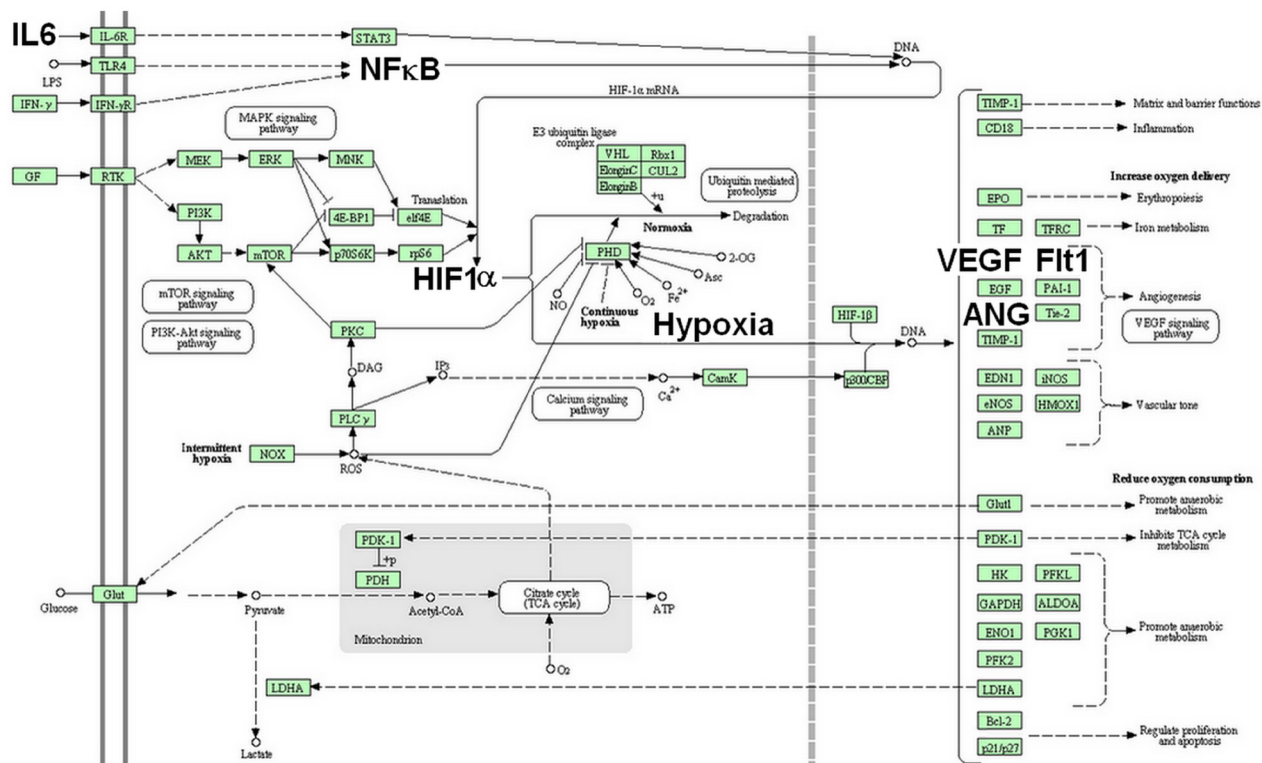 IL6
IL-6R
STAT3
DNA
LPS
TLR4
NFκB
IFN-γ
IFN-γR
HIF-1α mRNA
MAPK signaling
pathway
GF
RTK
MEK
ERK
MNK
PI3K
4E-BP1
elf4E
Translation
AKT
mTOR
p70S6K
rpS6
HIF1α
mTOR signaling
pathway
PI3K-Akt signaling
pathway
E3 ubiquitin ligase
complex
VHL
Rbx1
ElonginC
CUL2
ElonginB
+u
Ubiquitin mediated
proteolysis
Normoxia
Degradation
PHD
2-OG
Asc
Fe2+
O2
NO
Continuous
hypoxia
Hypoxia
PKC
DAG
IP3
Ca2+
CamK
HIF-1β
p300/CBP
DNA
Calcium signaling
pathway
PLCγ
Intermittent
hypoxia
NOX
ROS
PDK-1
+p
PDH
Glucose
Glut
Pyruvate
Acetyl-CoA
Citrate cycle
(TCA cycle)
ATP
Mitochondrion
O2
LDHA
Lactate
TIMP-1
Matrix and barrier functions
CD18
Inflammation
Increase oxygen delivery
EPO
Erythropoiesis
TF
TFRC
Iron metabolism
VEGF
Flt1
EGF
PAI-1
Angiogenesis
ANG
Tie-2
TIMP-1
VEGF signaling
pathway
EDN1
iNOS
eNOS
HMOX1
Vascular tone
ANP
Reduce oxygen consumption
Glut1
Promote anaerobic
metabolism
PDK-1
Inhibits TCA cycle
metabolism
HK
PFKL
GAPDH
ALDOA
ENO1
PGK1
Promote anaerobic
metabolism
PFK2
LDHA
Bcl-2
p21/p27
Regulate proliferation
and apoptosis